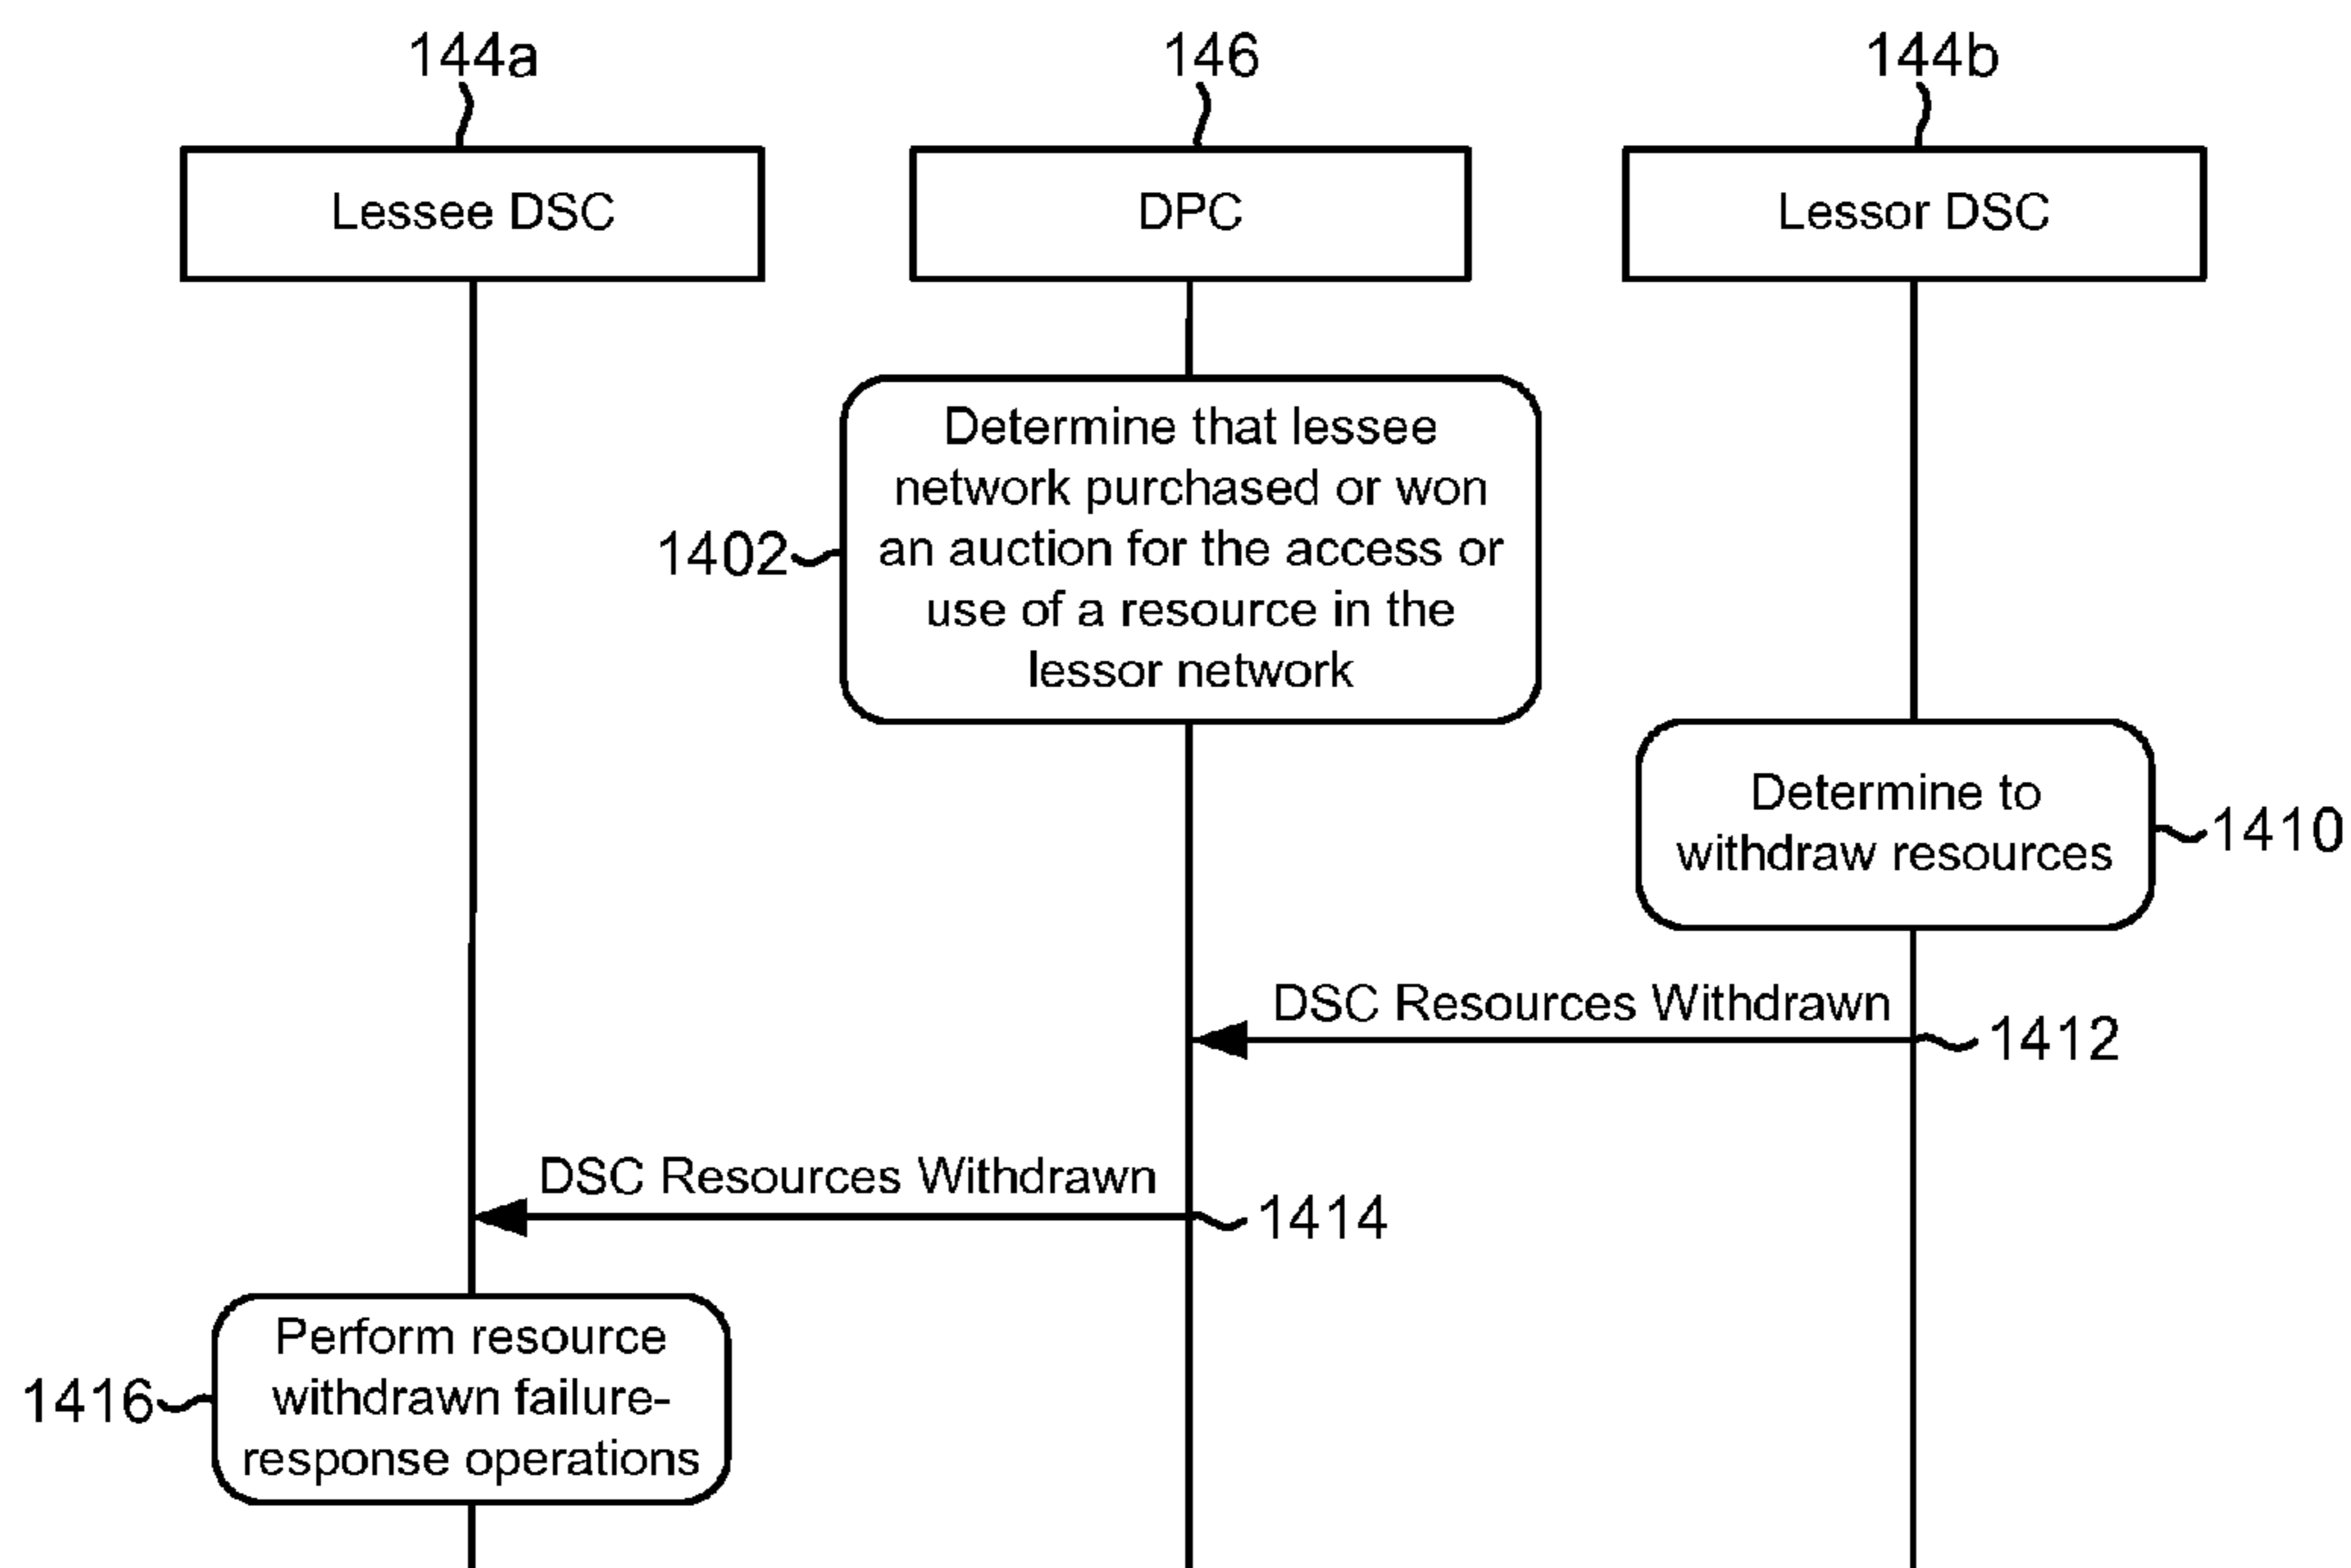 144a
146
144b
Lessee DSC
DPC
Lessor DSC
Determine that lessee
network purchased or won
an auction for the access or
use of a resource in the
lessor network
1402
Determine to
withdraw resources
1410
DSC Resources Withdrawn
1412
DSC Resources Withdrawn
1414
Perform resource
withdrawn failure-
response operations
1416